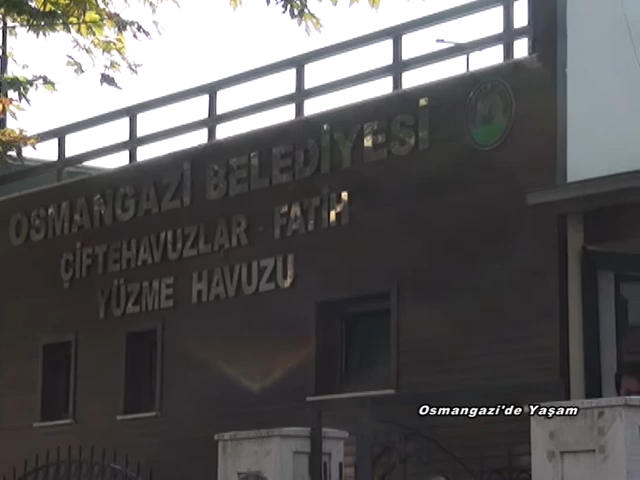 OSMANGAZİ BELEDİYESİ
ÇİFTEHAVUZLAR - FATİH
YÜZME HAVUZU
Osmangazi'de Yaşam